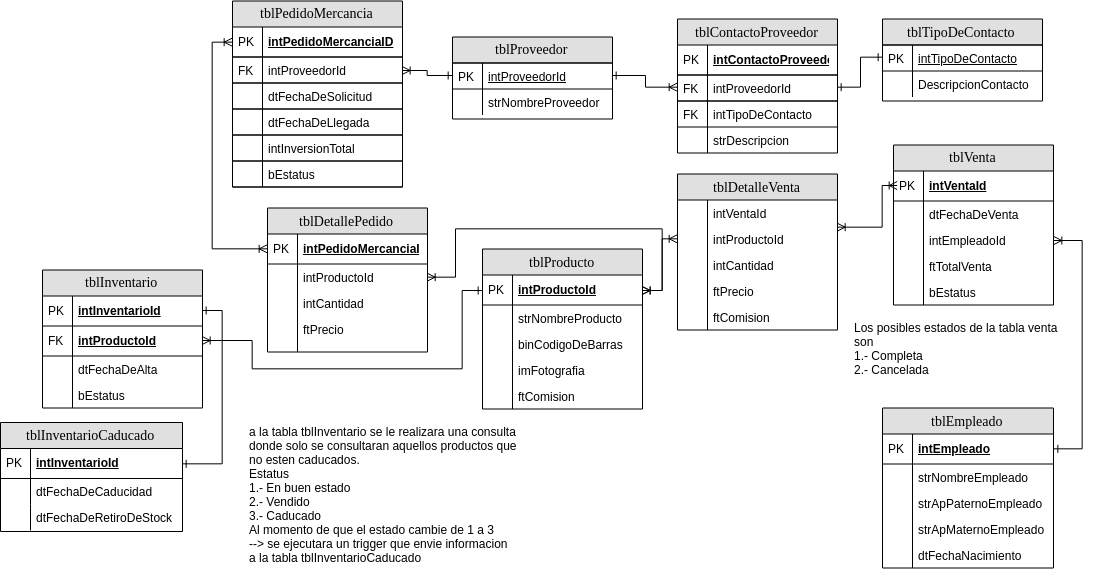 tblPedidoMercancia
PK intPedidoMercanciaID
FK intProveedorId
dtFechaDeSolicitud
dtFechaDeLlegada
intInversionTotal
bEstatus
tblProveedor
PK intProveedorId
strNombreProveedor
tblContactoProveedor
PK intContactoProveed
FK intProveedorId
FK intTipoDeContacto
strDescripcion
tblTipoDeContacto
PK intTipoDeContacto
DescripcionContacto
tblDetallePedido
PK intPedidoMercancial
intProductoId
intCantidad
ftPrecio
tblDetalleVenta
intVentaId
intProductoId
intCantidad
ftPrecio
ftComision
tblVenta
PK intVentaId
dtFechaDeVenta
intEmpleadoId
ftTotalVenta
bEstatus
tblInventario
PK intInventarioId
FK intProductoId
dtFechaDeAlta
bEstatus
tblProducto
PK intProductoId
strNombreProducto
binCodigoDeBarras
imFotografia
ftComision
Los posibles estados de la tabla venta
son
1.- Completa
2.- Cancelada
tblInventarioCaducado
PK intInventarioId
dtFechaDeCaducidad
dtFechaDeRetiroDeStock
a la tabla tblInventario se le realizara una consulta
donde solo se consultaran aquellos productos que
no esten caducados.
Estatus
1.- En buen estado
2.- Vendido
3.- Caducado
Al momento de que el estado cambie de 1 a 3
--> se ejecutara un trigger que envie informacion
a la tabla tblInventarioCaducado
tblEmpleado
PK intEmpleado
strNombreEmpleado
strApPaternoEmpleado
strApMaternoEmpleado
dtFechaNacimiento